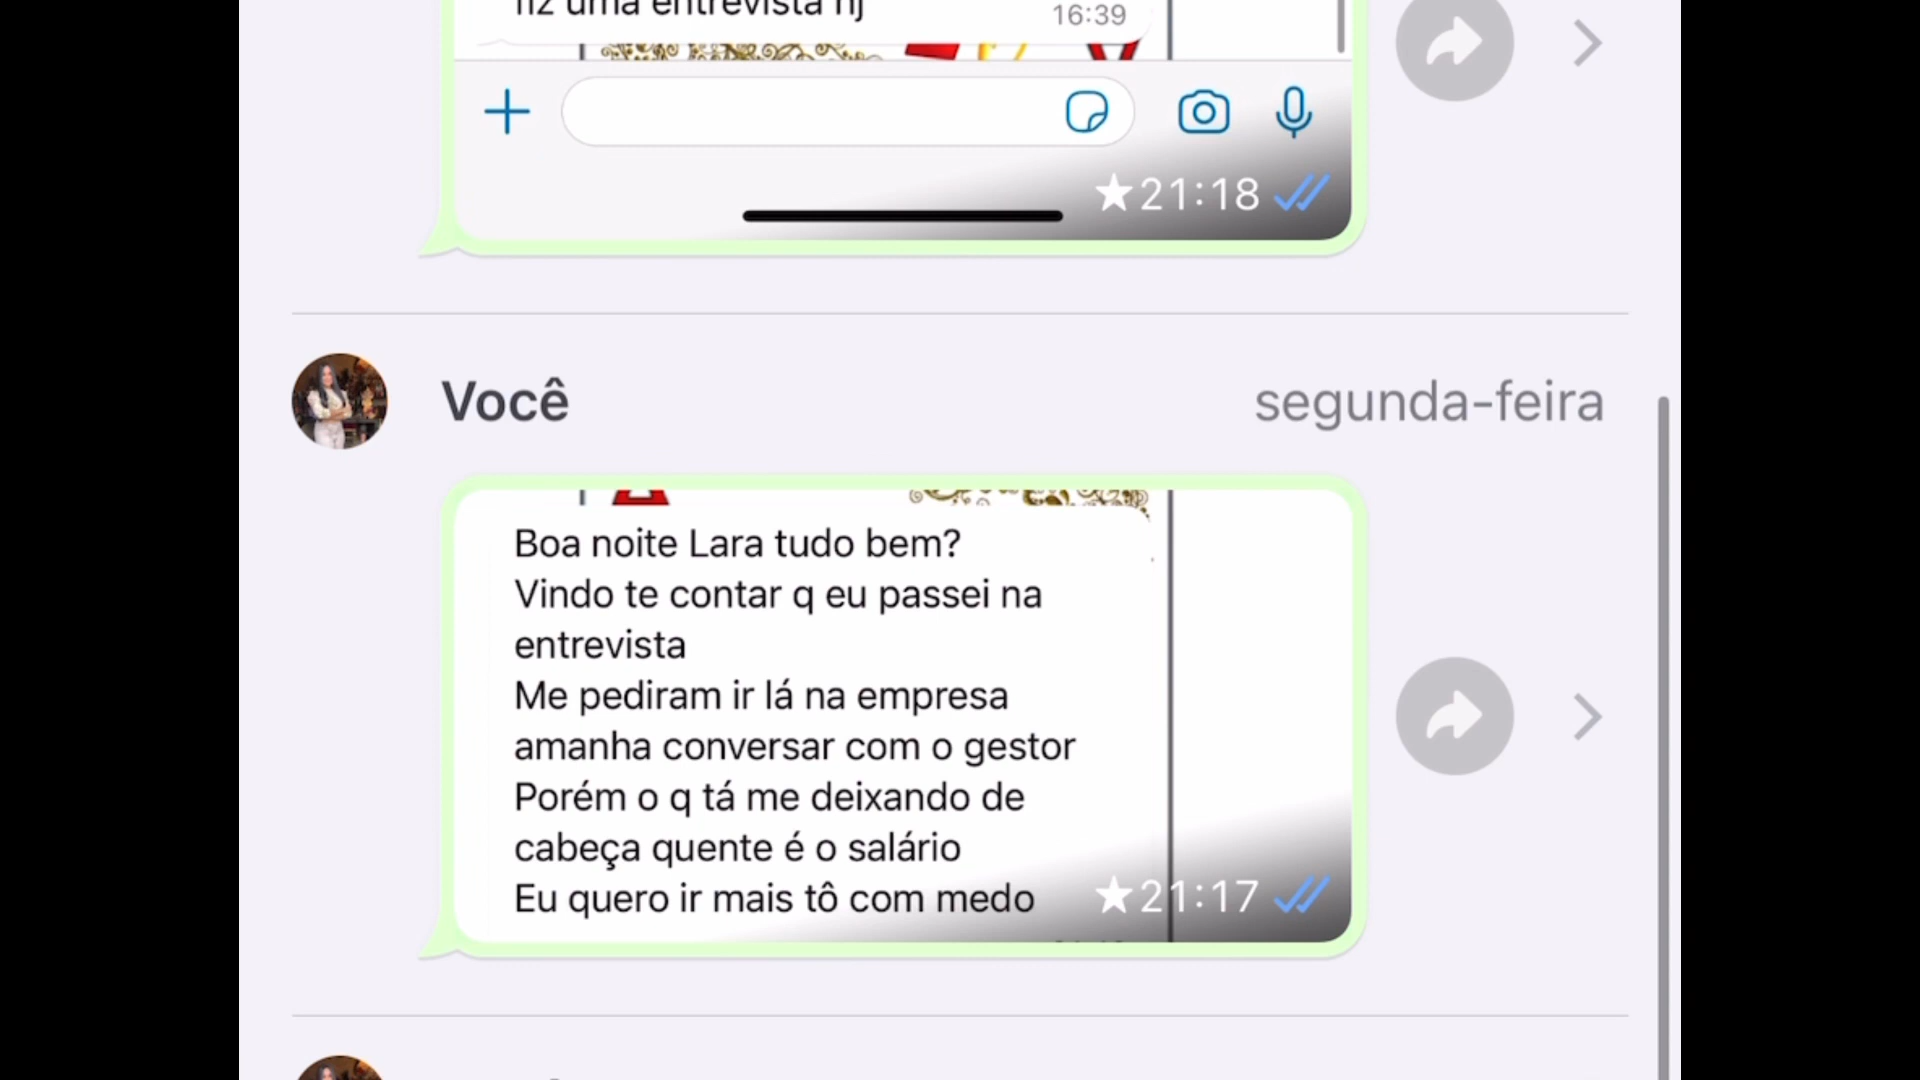 fiz uma entrevista hj
16:39
21:18
Você
segunda-feira
Boa noite Lara tudo bem?
Vindo te contar q eu passei na
entrevista
Me pediram ir lá na empresa
amanha conversar com o gestor
Porém o q tá me deixando de
cabeça quente é o salário
Eu quero ir mais tô com medo
21:17